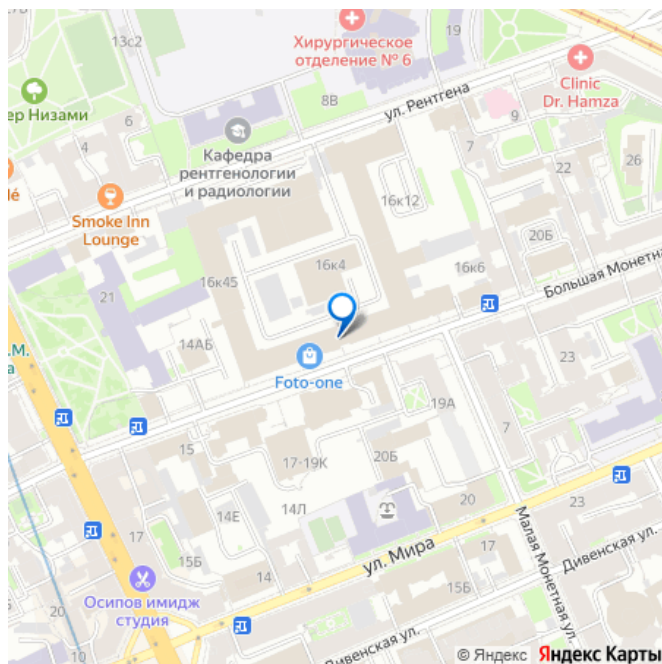 13с2
Хирургическое
отделение № 6
19
Clinic
Dr. Hamza
ер Низами
8В
ул. Рентгена
6
9
4
Кафедра
рентгенологии
и радиологии
7
22
26
é
Smoke Inn
Lounge
16к12
20Б
16к4
16к6
16к45
Большая Монетна
21
.М.
а
14АБ
Foto-one
23
19А
7
15
17-19К
20Б
14Е
14Л
20
23
17
15Б
ул. Мира
17
Малая Монетная ул.
Дивенская ул.
14
15Б
Осипов имидж
студия
20
10
Дивенская ул.
© Яндекс Яндекс Карты